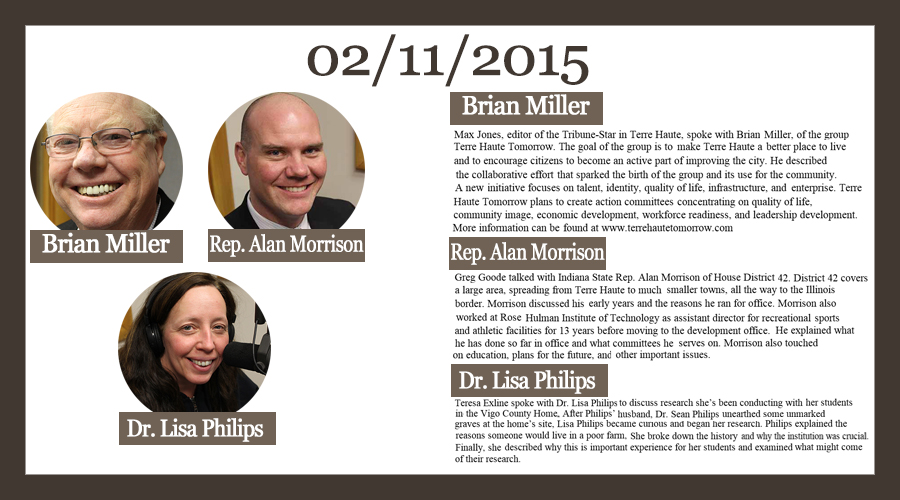 02/11/2015
Brian Miller
Rep. Alan Morrison
Dr. Lisa Philips
Brian Miller
Max Jones, editor of the Tribune-Star in Terre Haute, spoke with Brian Miller, of the group
Terre Haute Tomorrow. The goal of the group is to make Terre Haute a better place to live
and to encourage citizens to become an active part of improving the city. He described
the collaborative effort that sparked the birth of the group and its use for the community.
A new initiative focuses on talent, identity, quality of life, infrastructure, and enterprise. Terre
Haute Tomorrow plans to create action committees concentrating on quality of life,
community image, economic development, workforce readiness, and leadership development.
More information can be found at www.terrehautetomorrow.com
Rep. Alan Morrison
Greg Goode talked with Indiana State Rep. Alan Morrison of House District 42. District 42 covers
a large area, spreading from Terre Haute to much smaller towns, all the way to the Illinois
border. Morrison discussed his early years and the reasons he ran for office. Morrison also
worked at Rose Hulman Institute of Technology as assistant director for recreational sports
and athletic facilities for 13 years before moving to the development office. He explained what
he has done so far in office and what committees he serves on. Morrison also touched
on education, plans for the future, and other important issues.
Dr. Lisa Philips
Teresa Exline spoke with Dr. Lisa Philips to discuss research she's been conducting with her students
in the Vigo County Home, After Philips' husband, Dr. Sean Philips unearthed some unmarked
graves at the home's site, Lisa Philips became curious and began her research. Philips explained the
reasons someone would live in a poor farm. She broke down the history and why the institution was crucial.
Finally, she described why this is important experience for her students and examined what might come
of their research.